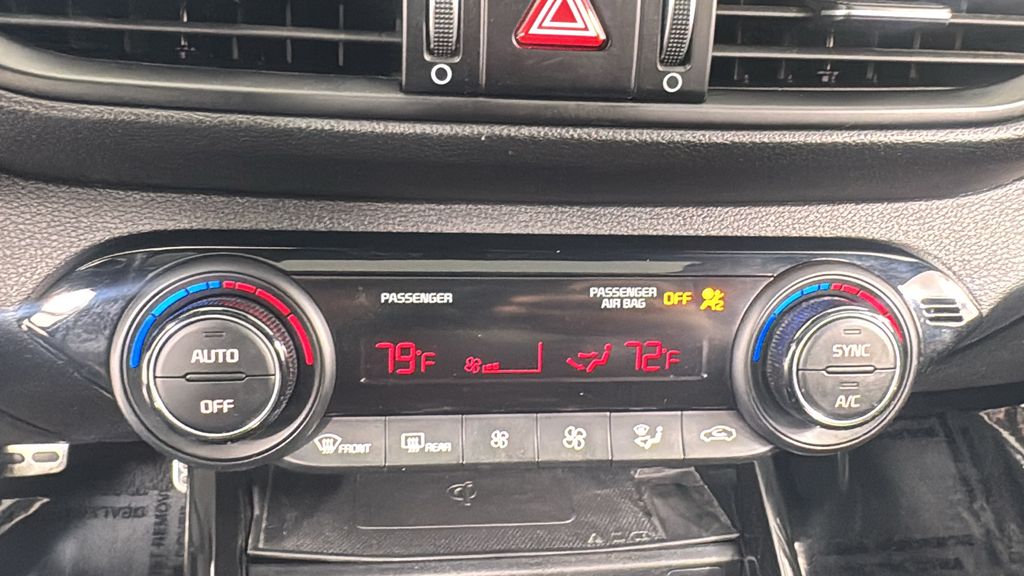 PASSENGER
PASSENGER
AIR BAG OFF
79°F
72°F
AUTO
OFF
SYNC
A/C
FRONT
REAR